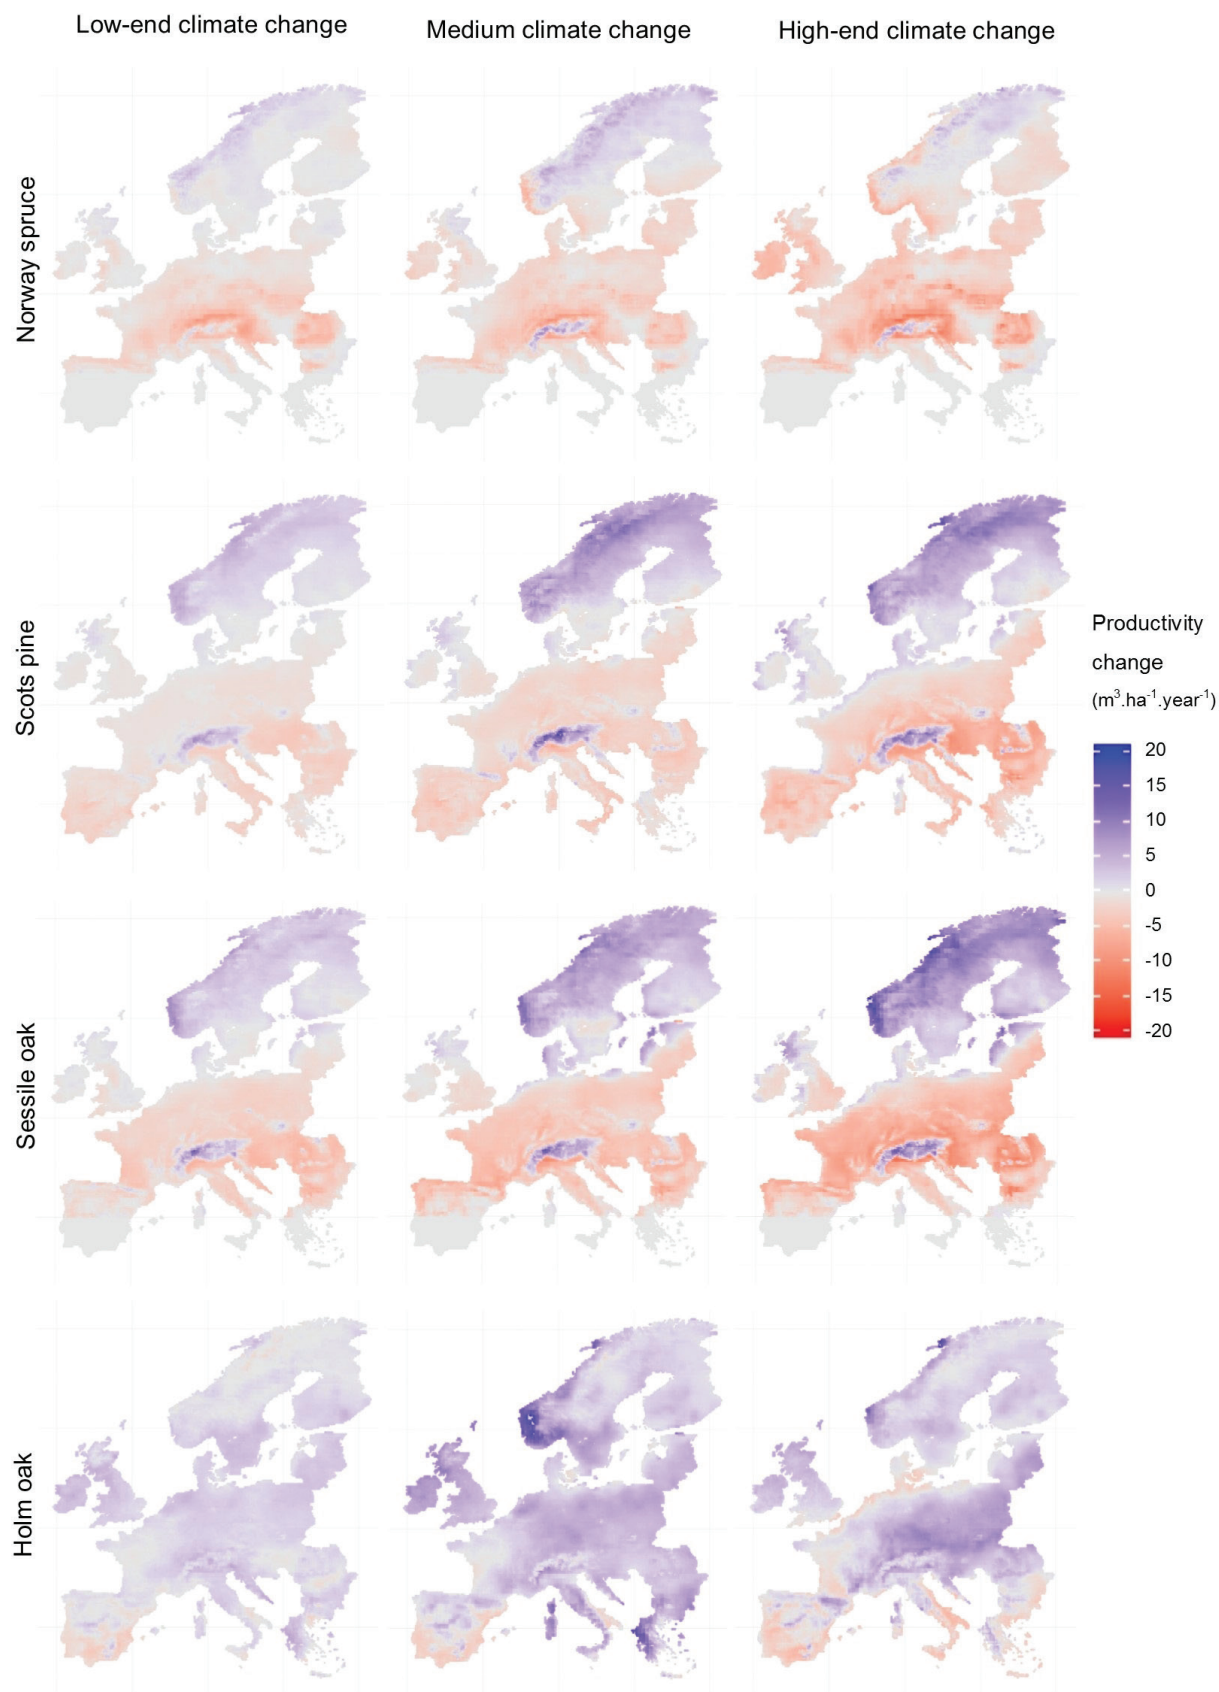 Low-end climate change
Medium climate change
High-end climate change
Norway spruce
Scots pine
Sessile oak
Holm oak
Productivity
change
(m³.ha⁻¹.year⁻¹)
20
15
10
5
0
-5
-10
-15
-20